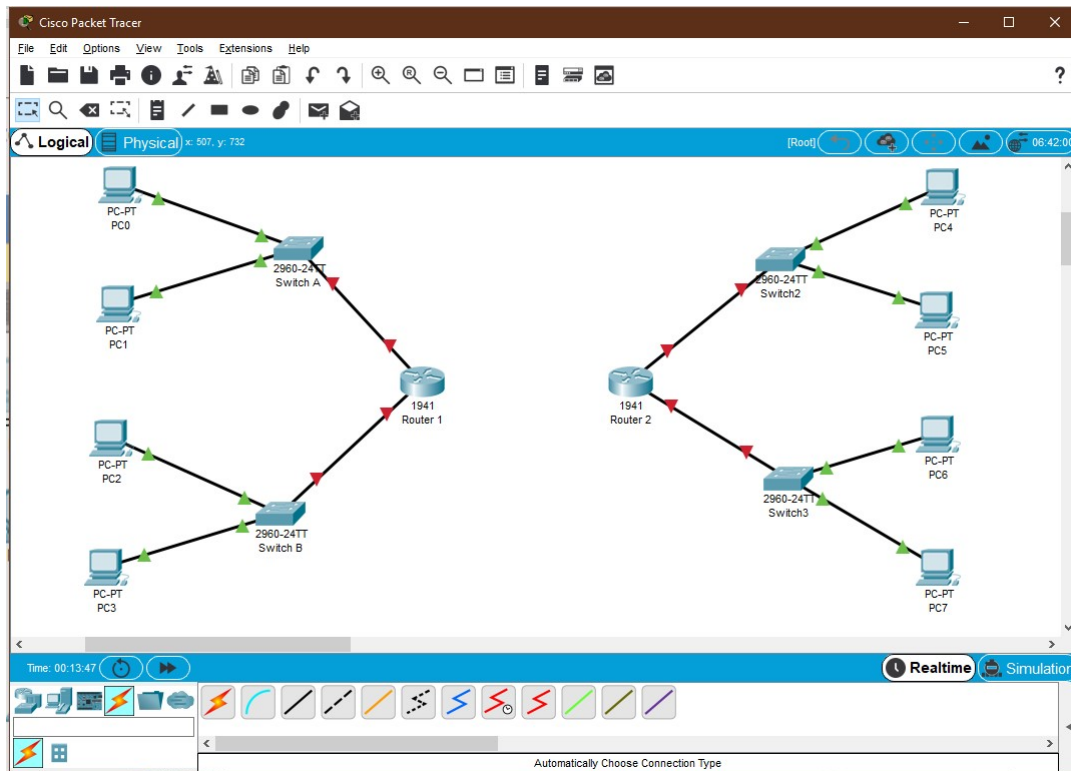 Cisco Packet Tracer
File Edit Options View Tools Extensions Help
?
Logical Physical x: 507, y: 732 [Root] 06:42:00
PC-PT
PC0
PC-PT
PC4
2960-24TT
Switch A
2960-24TT
Switch2
PC-PT
PC1
PC-PT
PC5
1941
Router 1
1941
Router 2
PC-PT
PC2
PC-PT
PC6
2960-24TT
Switch3
2960-24TT
Switch B
PC-PT
PC3
PC-PT
PC7
Time: 00:13:47 Realtime Simulation
Automatically Choose Connection Type